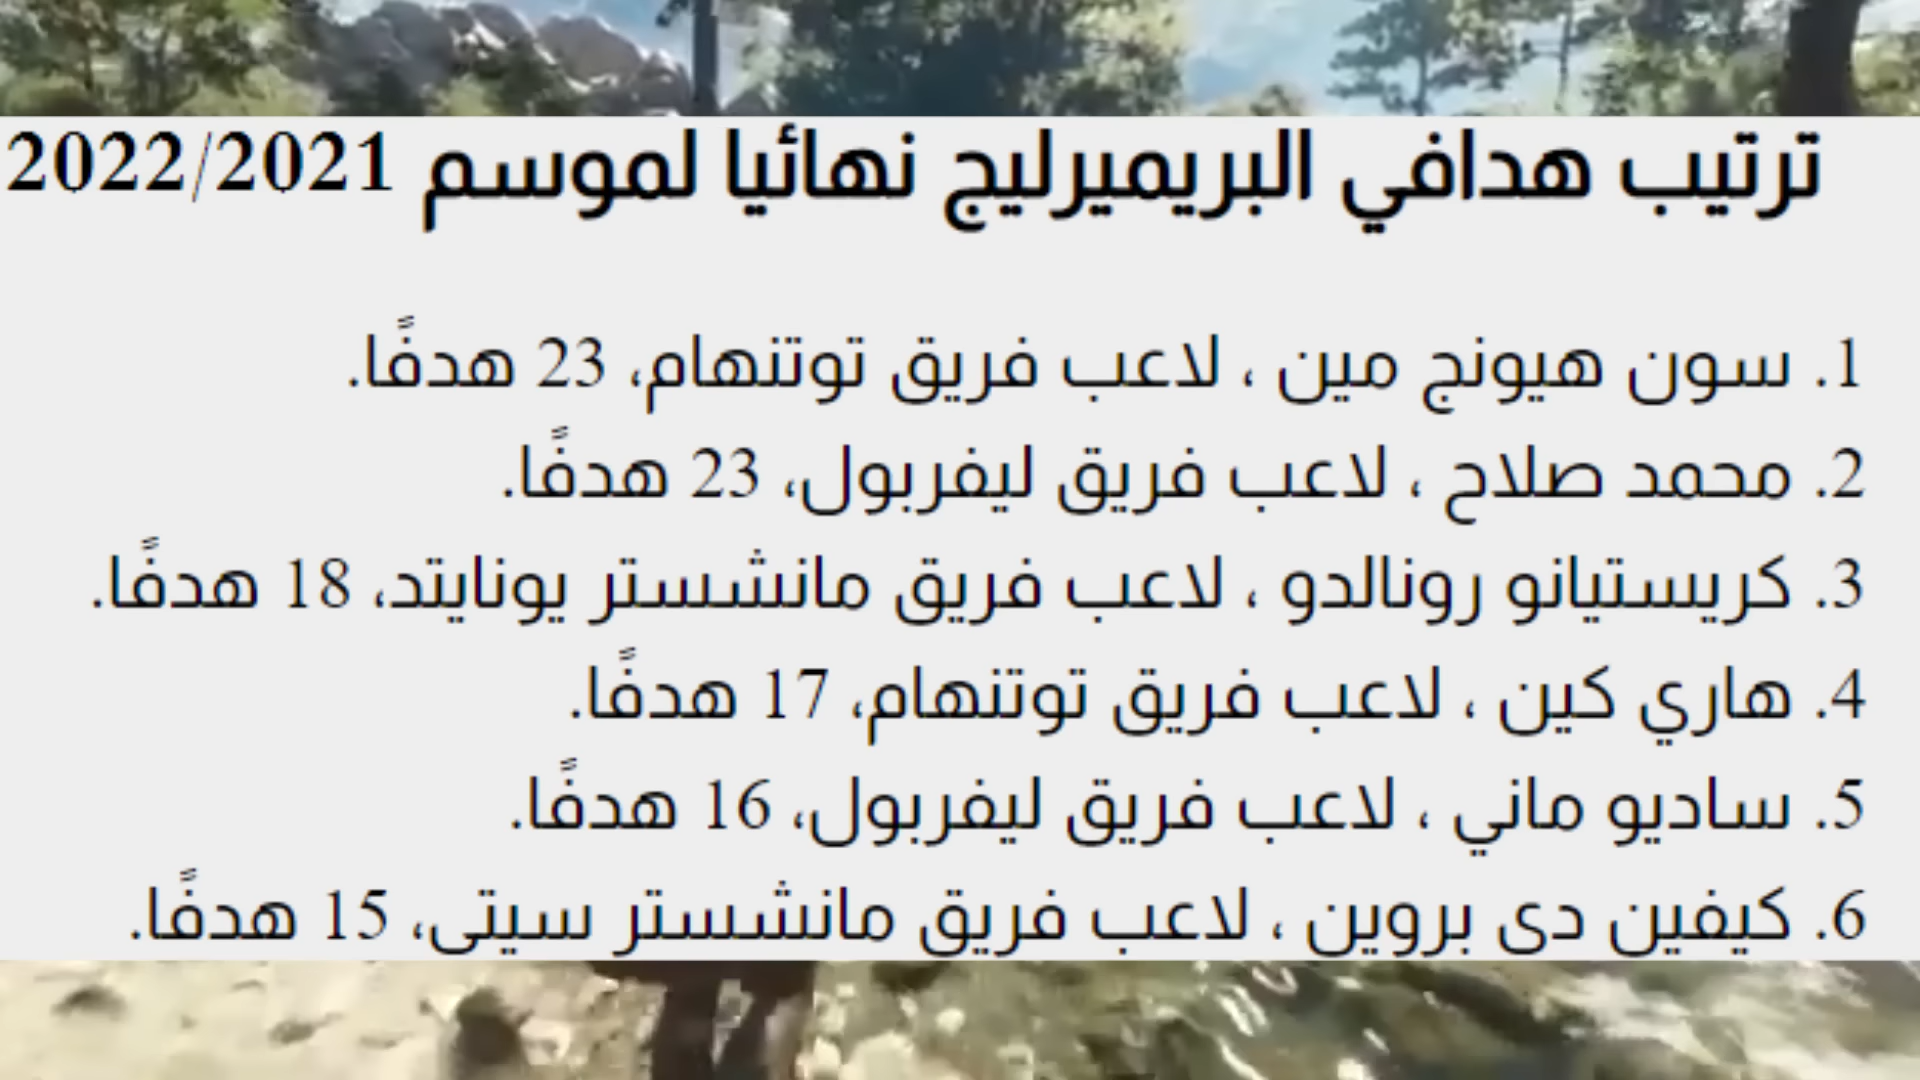 ترتيب هدافي البريميرليج نهائيا لموسم 2022/2021
1. سون هيونج مين ، لاعب فريق توتنهام، 23 هدفًا.
2. محمد صلاح ، لاعب فريق ليفربول، 23 هدفًا.
3. كريستيانو رونالدو ، لاعب فريق مانشستر يونايتد، 18 هدفًا.
4. هاري كين ، لاعب فريق توتنهام، 17 هدفًا.
5. ساديو ماني ، لاعب فريق ليفربول، 16 هدفًا.
6. كيفين دى بروين ، لاعب فريق مانشستر سيتى، 15 هدفًا.